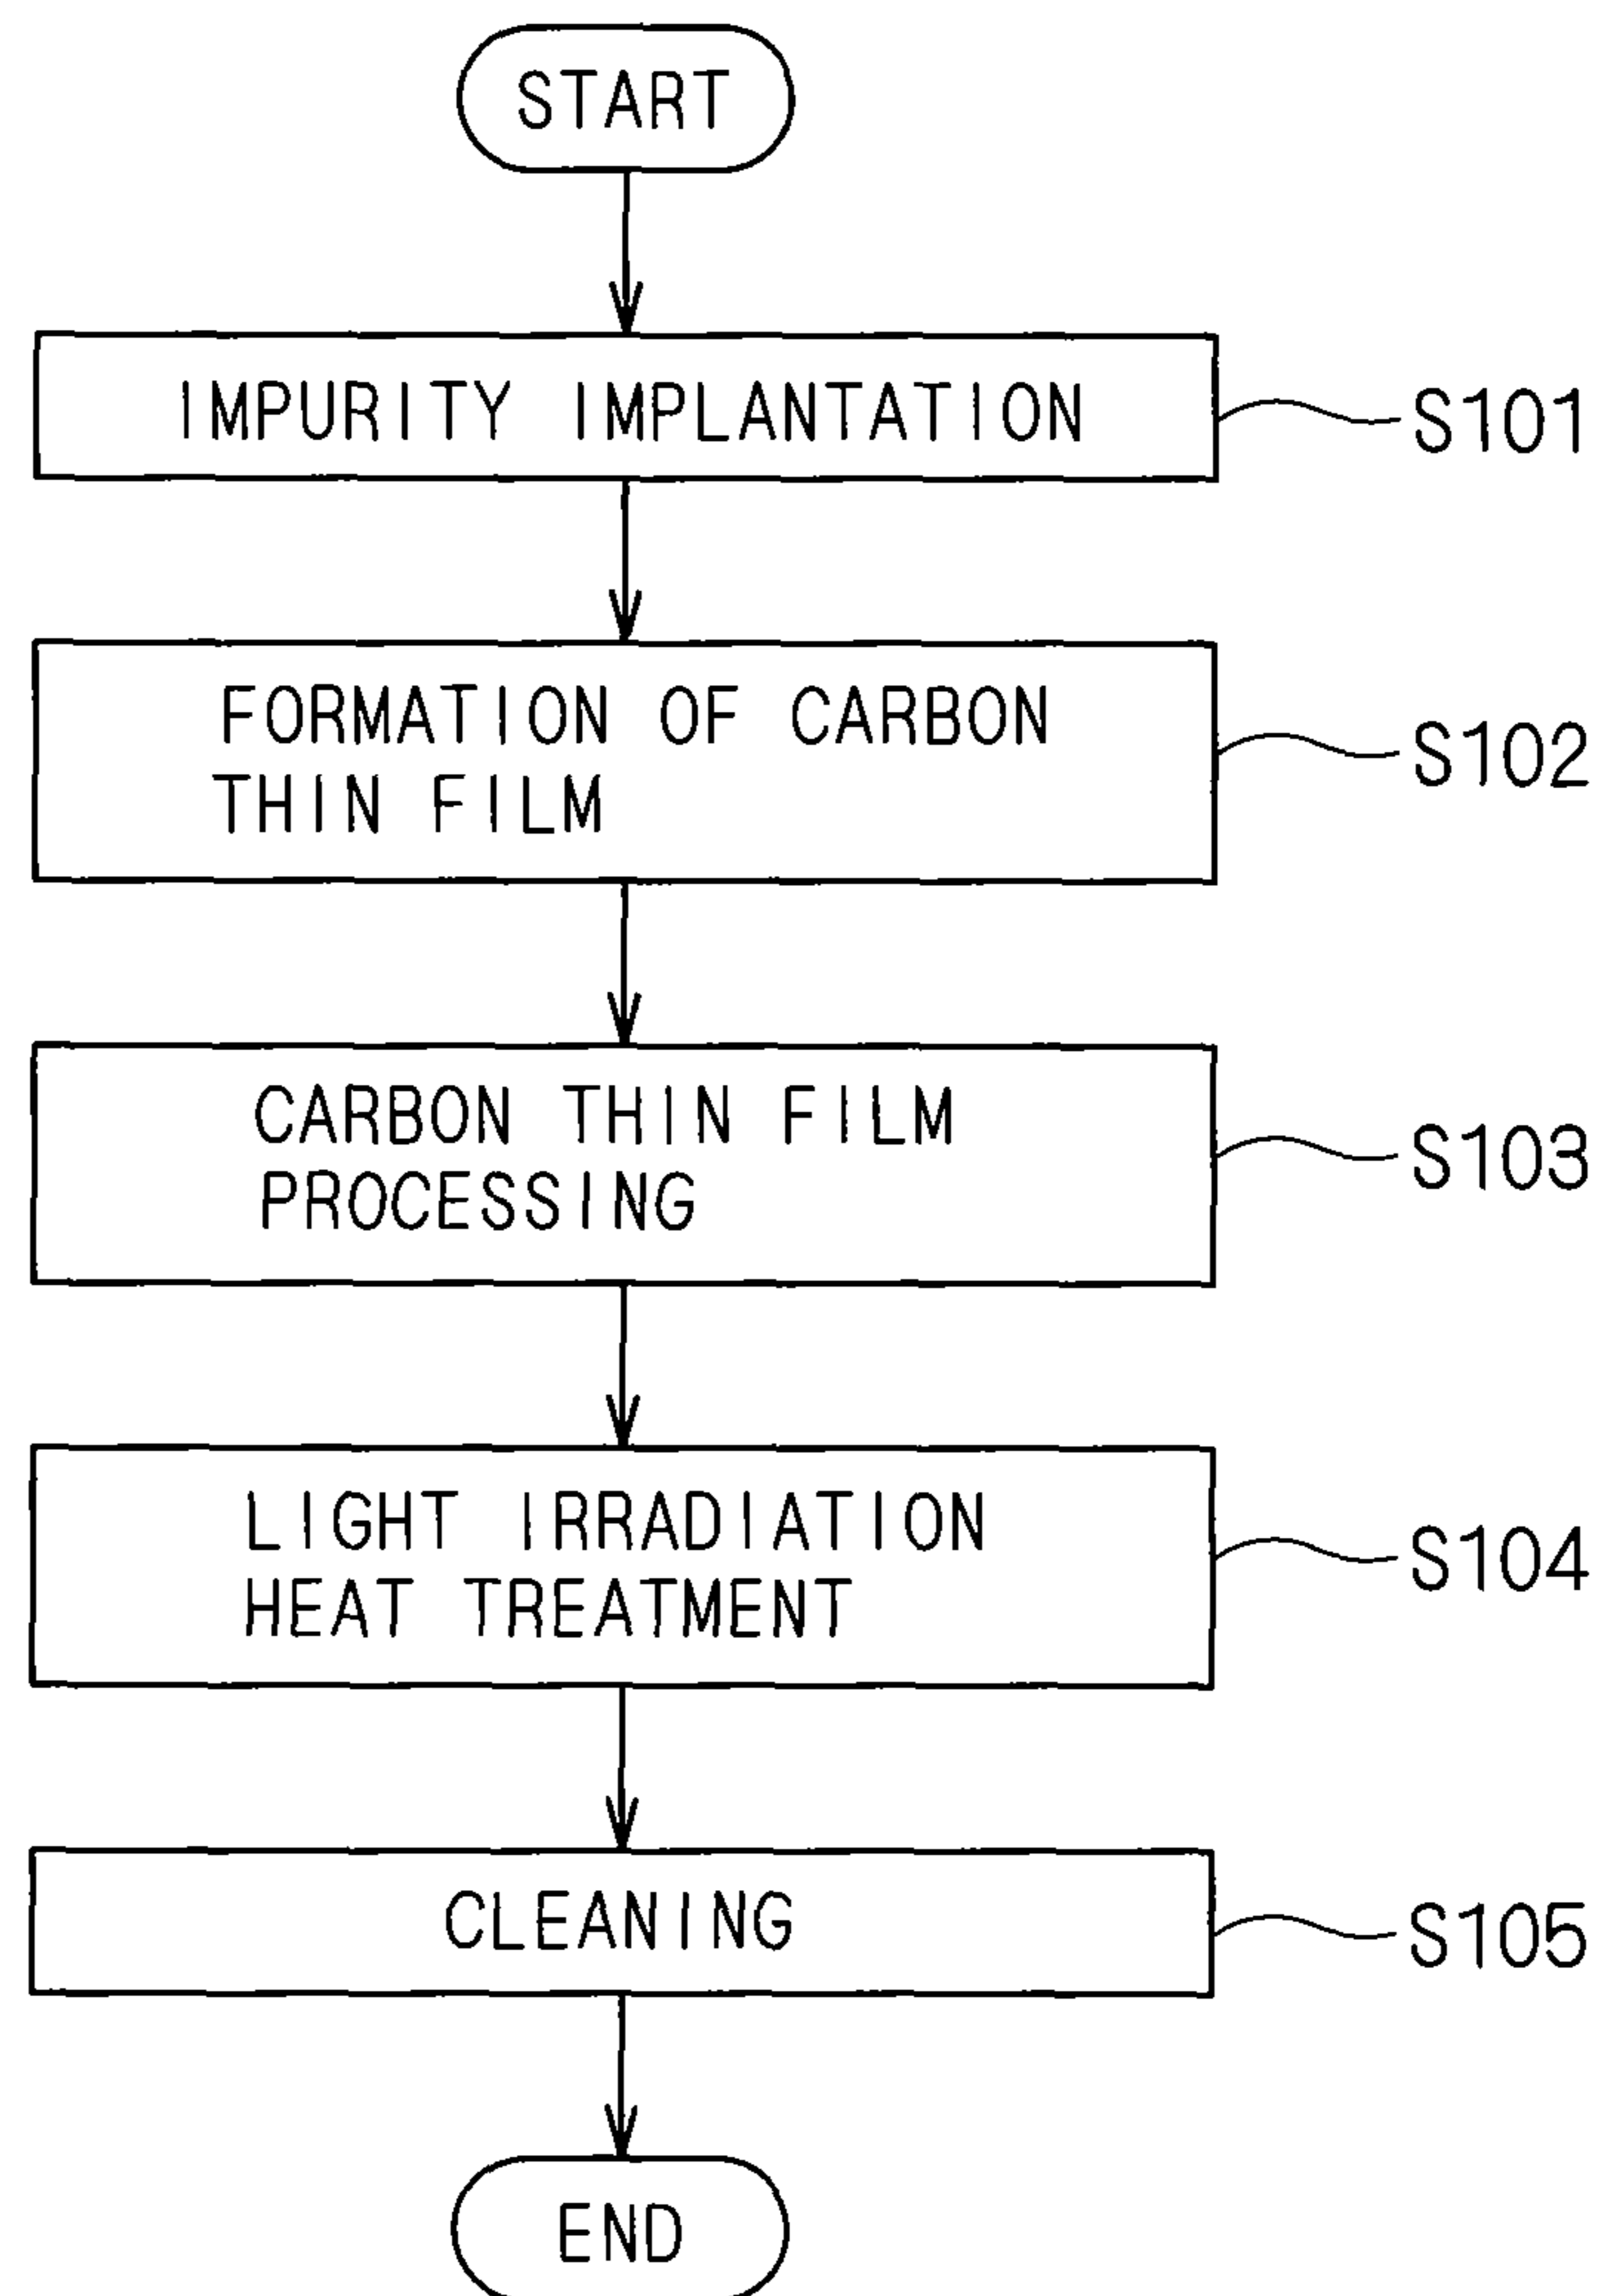 START
IMPURITY IMPLANTATION
S101
FORMATION OF CARBON
THIN FILM
S102
CARBON THIN FILM
PROCESSING
S103
LIGHT IRRADIATION
HEAT TREATMENT
S104
CLEANING
S105
END